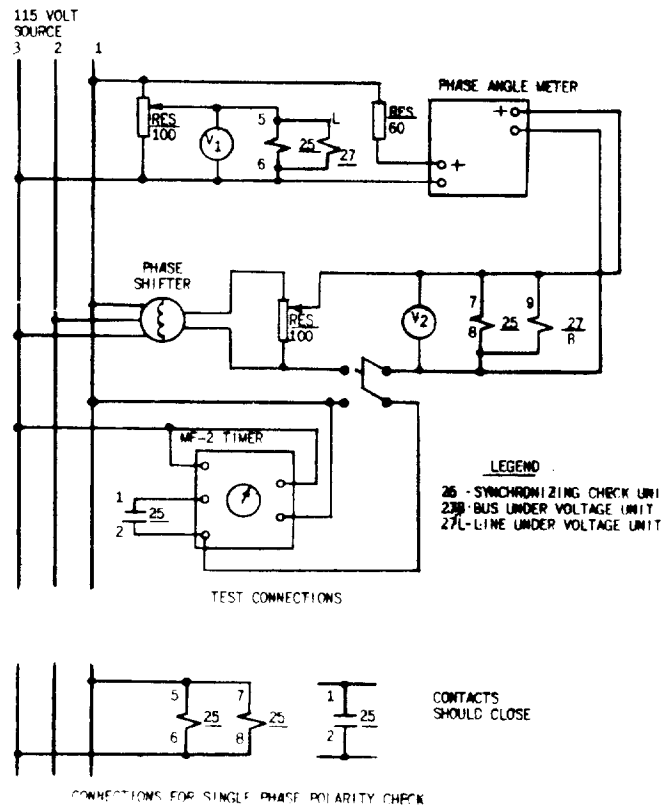 115 VOLT
SOURCE
3 2 1
PHASE ANGLE METER
RES
100
V1
5
6
25
L
27
RES
60
+
+
PHASE
SHIFTER
RES
100
V2
7
8
25
9
27
B
MF-2 TIMER
1
2
25
LEGEND
25 - SYNCHRONIZING CHECK UNI
27B- BUS UNDER VOLTAGE UNIT
27L-LINE UNDER VOLTAGE UNIT
TEST CONNECTIONS
5
6
25
7
8
25
1
2
25
CONTACTS
SHOULD CLOSE
CONNECTIONS FOR SINGLE PHASE POLARITY CHECK